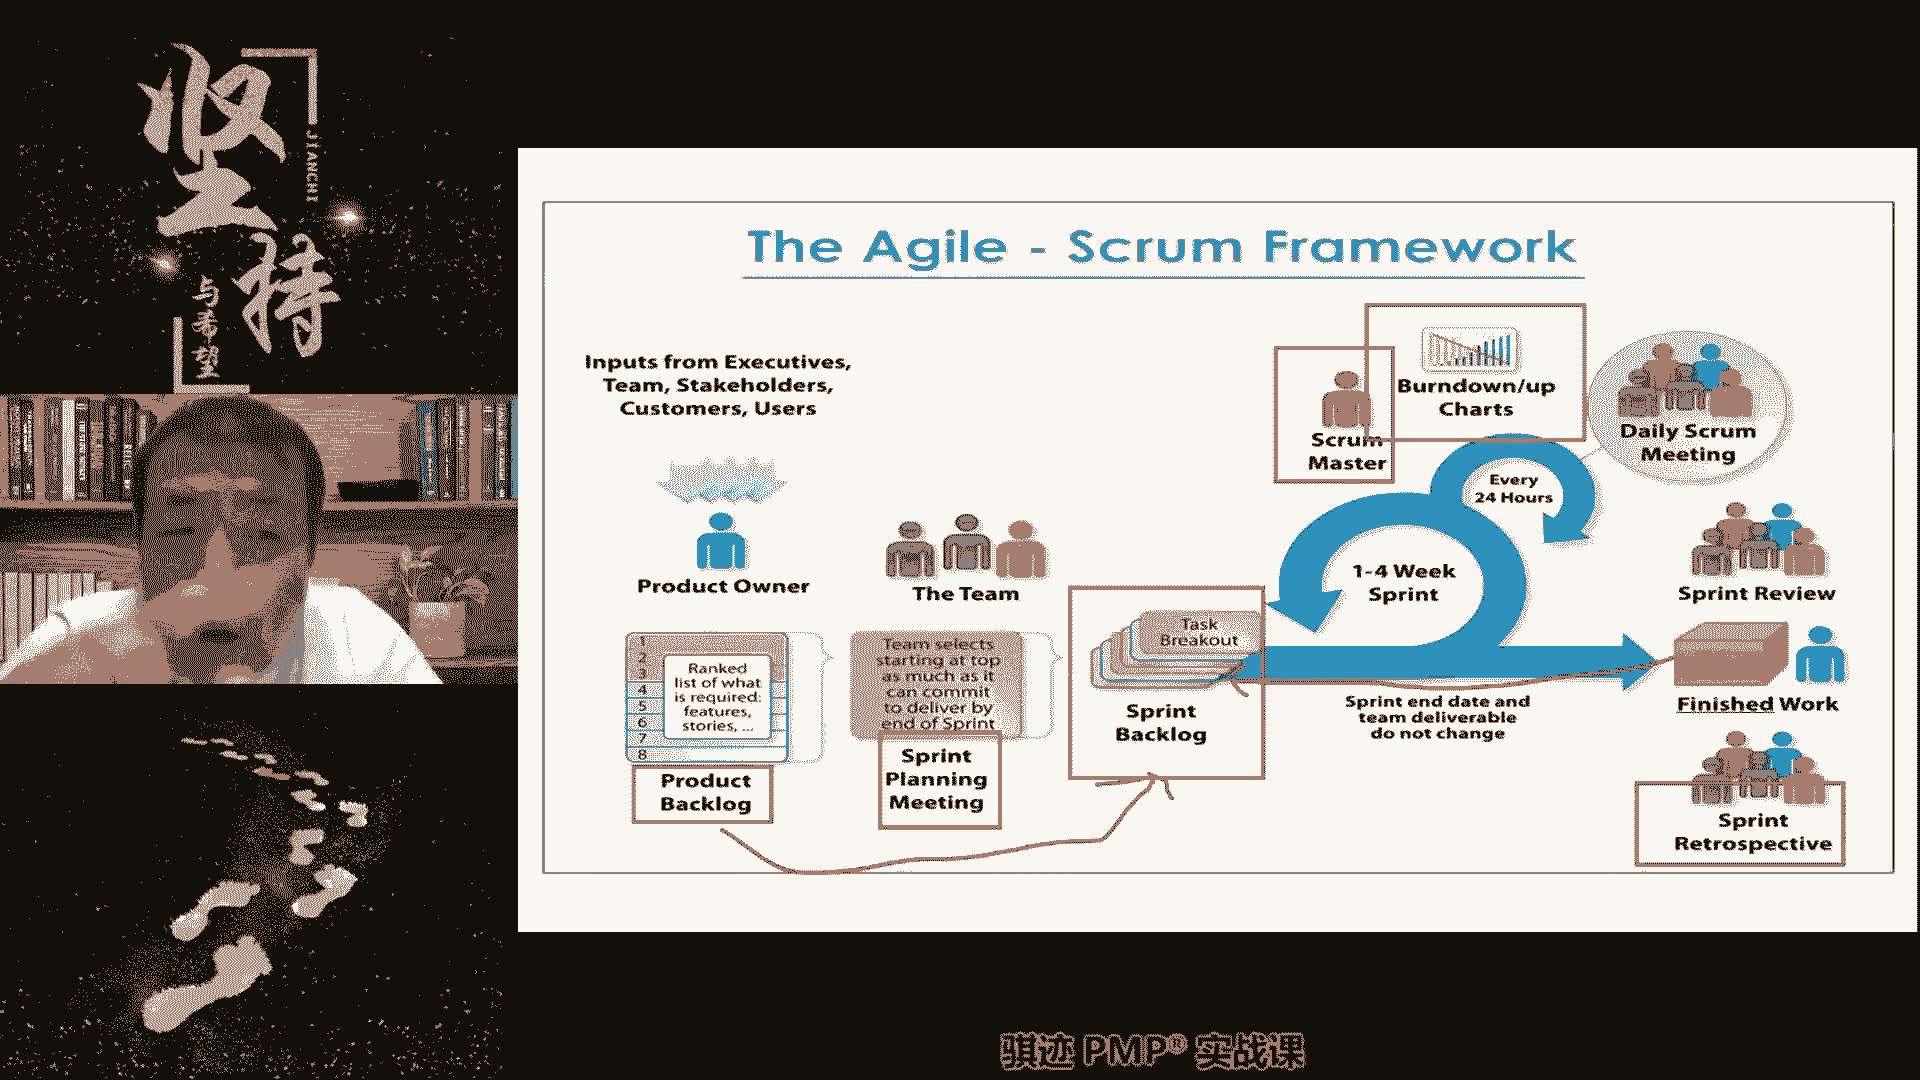 坚持
JIANCHI
与希望
The Agile - Scrum Framework
Inputs from Executives,
Team, Stakeholders,
Customers, Users
Product Owner
The Team
1
2
3
4
5
6
7
8
Ranked
list of what
is required:
features,
stories, ...
Product
Backlog
Team selects
starting at top
as much as it
can commit
to deliver by
end of Sprint
Sprint
Planning
Meeting
Task
Breakout
Sprint
Backlog
Scrum
Master
Burndown/up
Charts
Every
24 Hours
1-4 Week
Sprint
Sprint end date and
team deliverable
do not change
Daily Scrum
Meeting
Sprint Review
Finished Work
Sprint
Retrospective
骐迹 PMP® 实战课